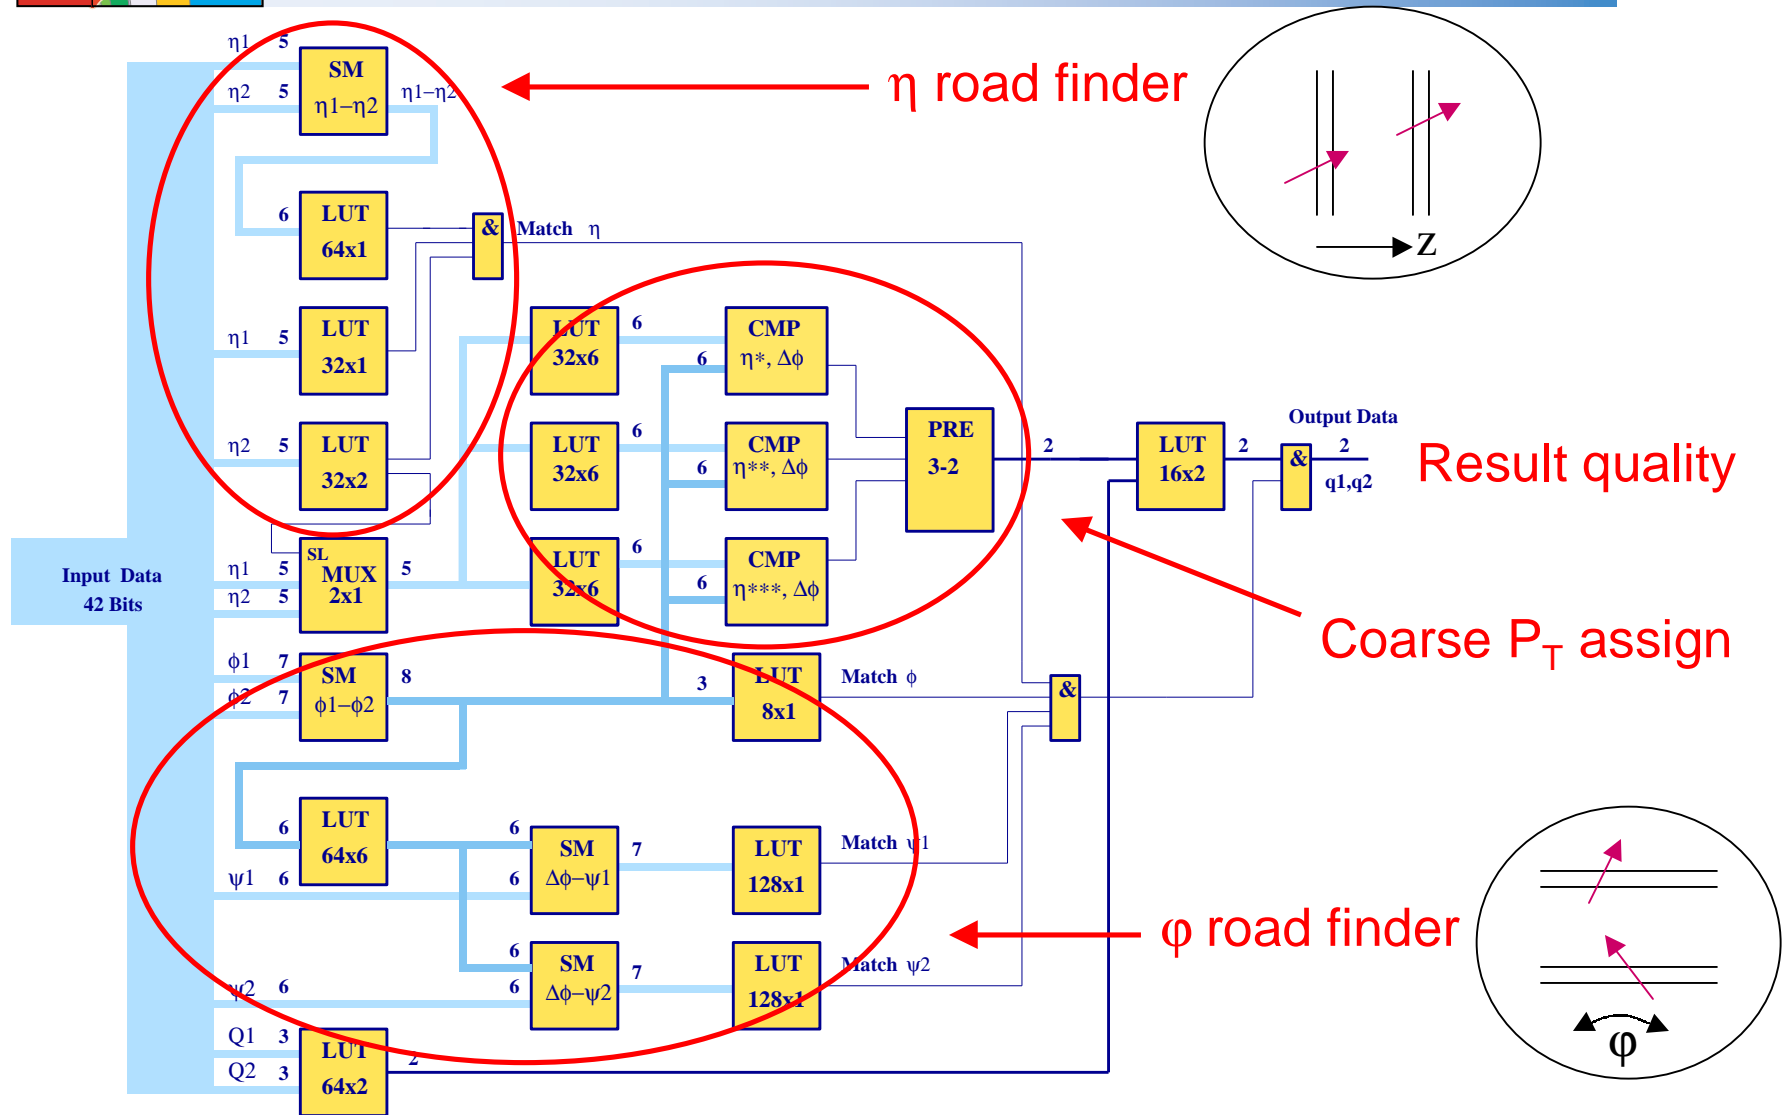 η1 5
SM
η2 5
η1−η2
η1−η2
η road finder
z
6
LUT
64x1
&
Match η
η1 5
LUT
32x1
LUT
32x6
6
6
CMP
η*, Δϕ
η2 5
LUT
32x2
LUT
32x6
6
6
CMP
η**, Δϕ
PRE
3-2
2
LUT
16x2
2
Output Data
&
2
q1,q2
Result quality
Input Data
42 Bits
SL
η1 5
MUX
2x1
5
η2 5
LUT
32x6
6
6
CMP
η***, Δϕ
Coarse PT assign
ϕ1 7
SM
8
ϕ2 7
ϕ1−ϕ2
3
LUT
8x1
Match ϕ
&
6
LUT
64x6
6
SM
Δϕ−ψ1
6
7
LUT
128x1
Match ψ1
ψ1 6
φ road finder
6
SM
Δϕ−ψ2
6
7
LUT
128x1
Match ψ2
ψ2 6
φ
Q1 3
LUT
64x2
2
Q2 3